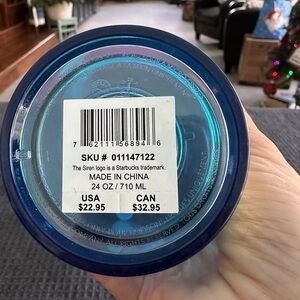 7 62111 56894 6
SKU # 011147122
The Siren logo is a Starbucks trademark.
MADE IN CHINA
24 OZ / 710 ML
USA CAN
$22.95 $32.95